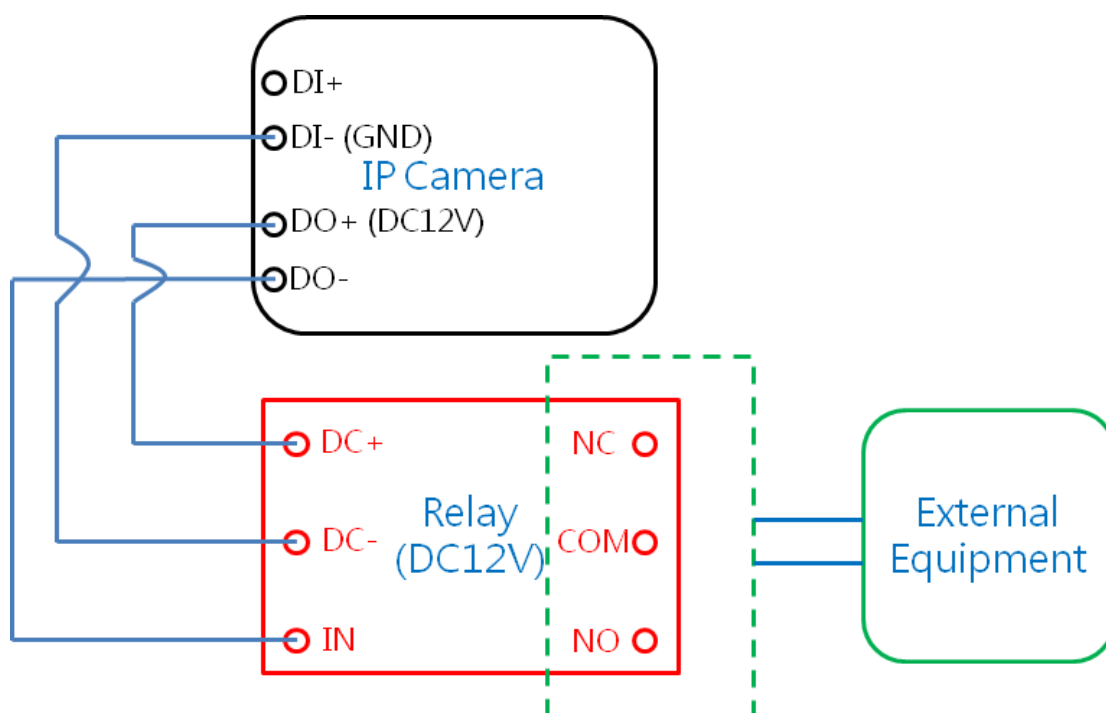 DI+
DI- (GND)
IP Camera
DO+ (DC12V)
DO-
DC+
NC
Relay
(DC12V)
DC-
COM
IN
NO
External
Equipment